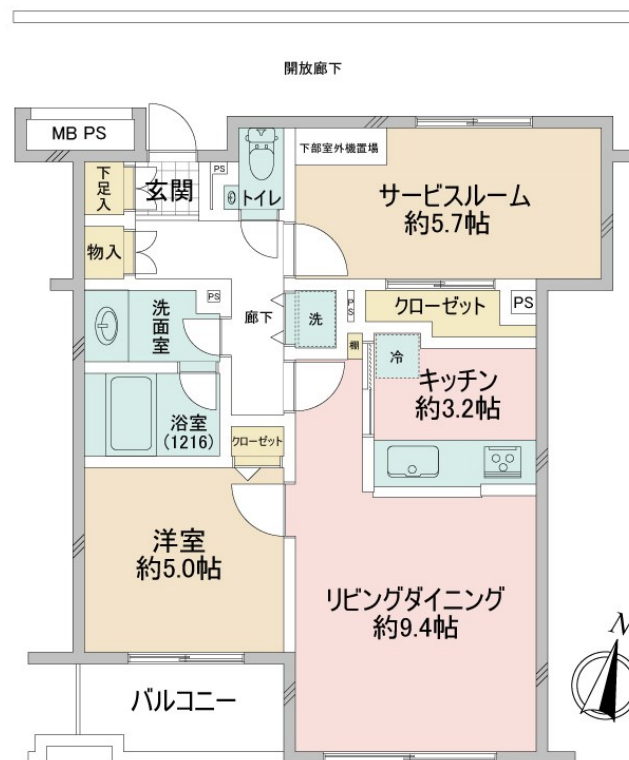 開放廊下
MB PS
下足入
玄関
PS
トイレ
下部室外機置場
サービスルーム
約5.7帖
物入
洗面室
PS
廊下
洗
PS
クローゼット
PS
棚
冷
キッチン
約3.2帖
浴室
(1216)
クローゼット
洋室
約5.0帖
リビングダイニング
約9.4帖
バルコニー
N